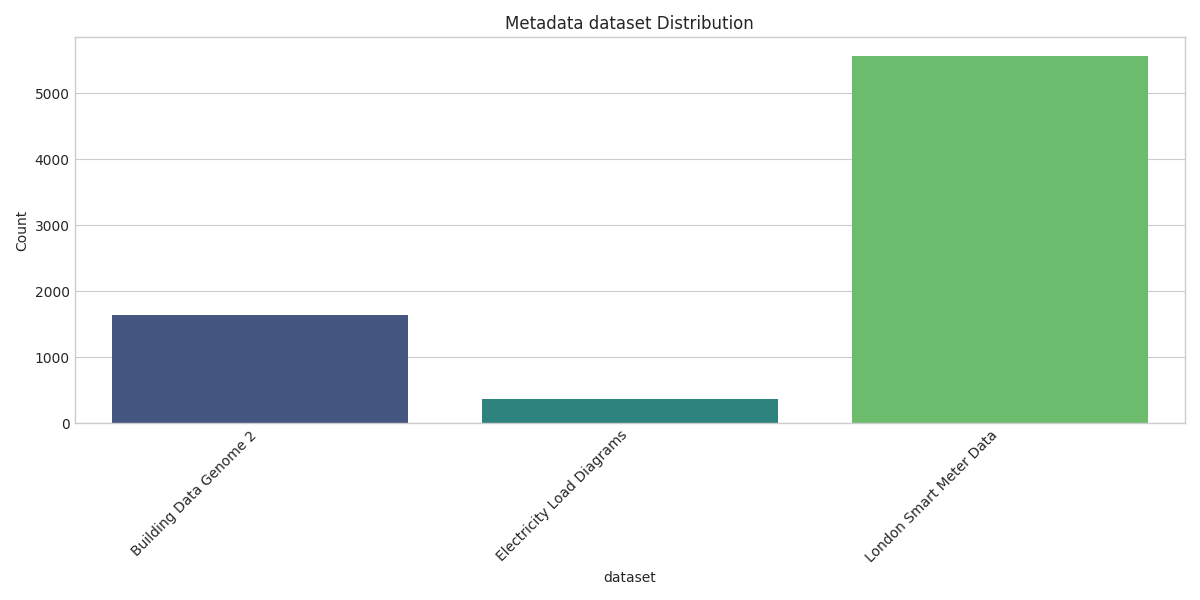 Metadata dataset Distribution
Count
5000
4000
3000
2000
1000
0
Building Data Genome 2
Electricity Load Diagrams
London Smart Meter Data
dataset